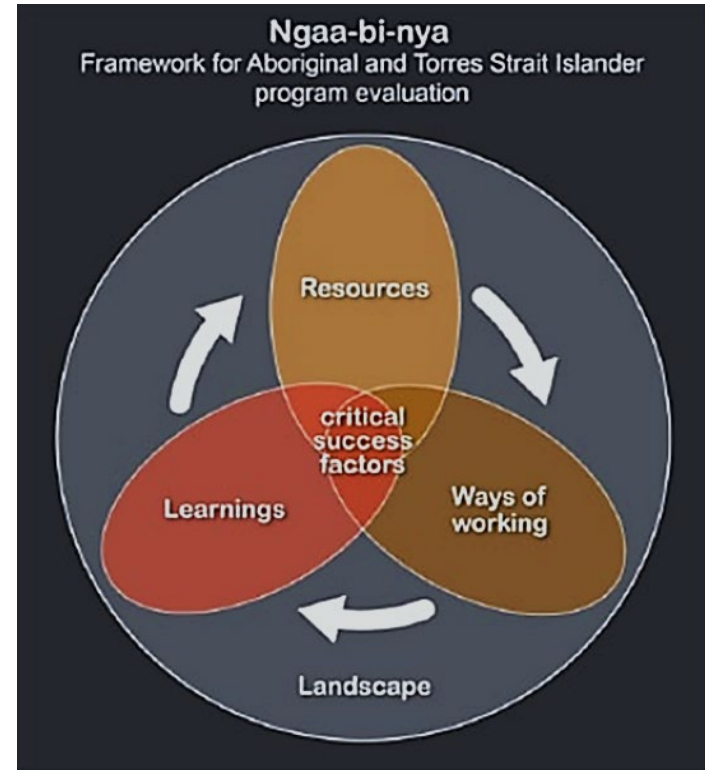 Ngaa-bi-nya
Framework for Aboriginal and Torres Strait Islander
program evaluation
Resources
critical
success
factors
Learnings
Ways of
working
Landscape